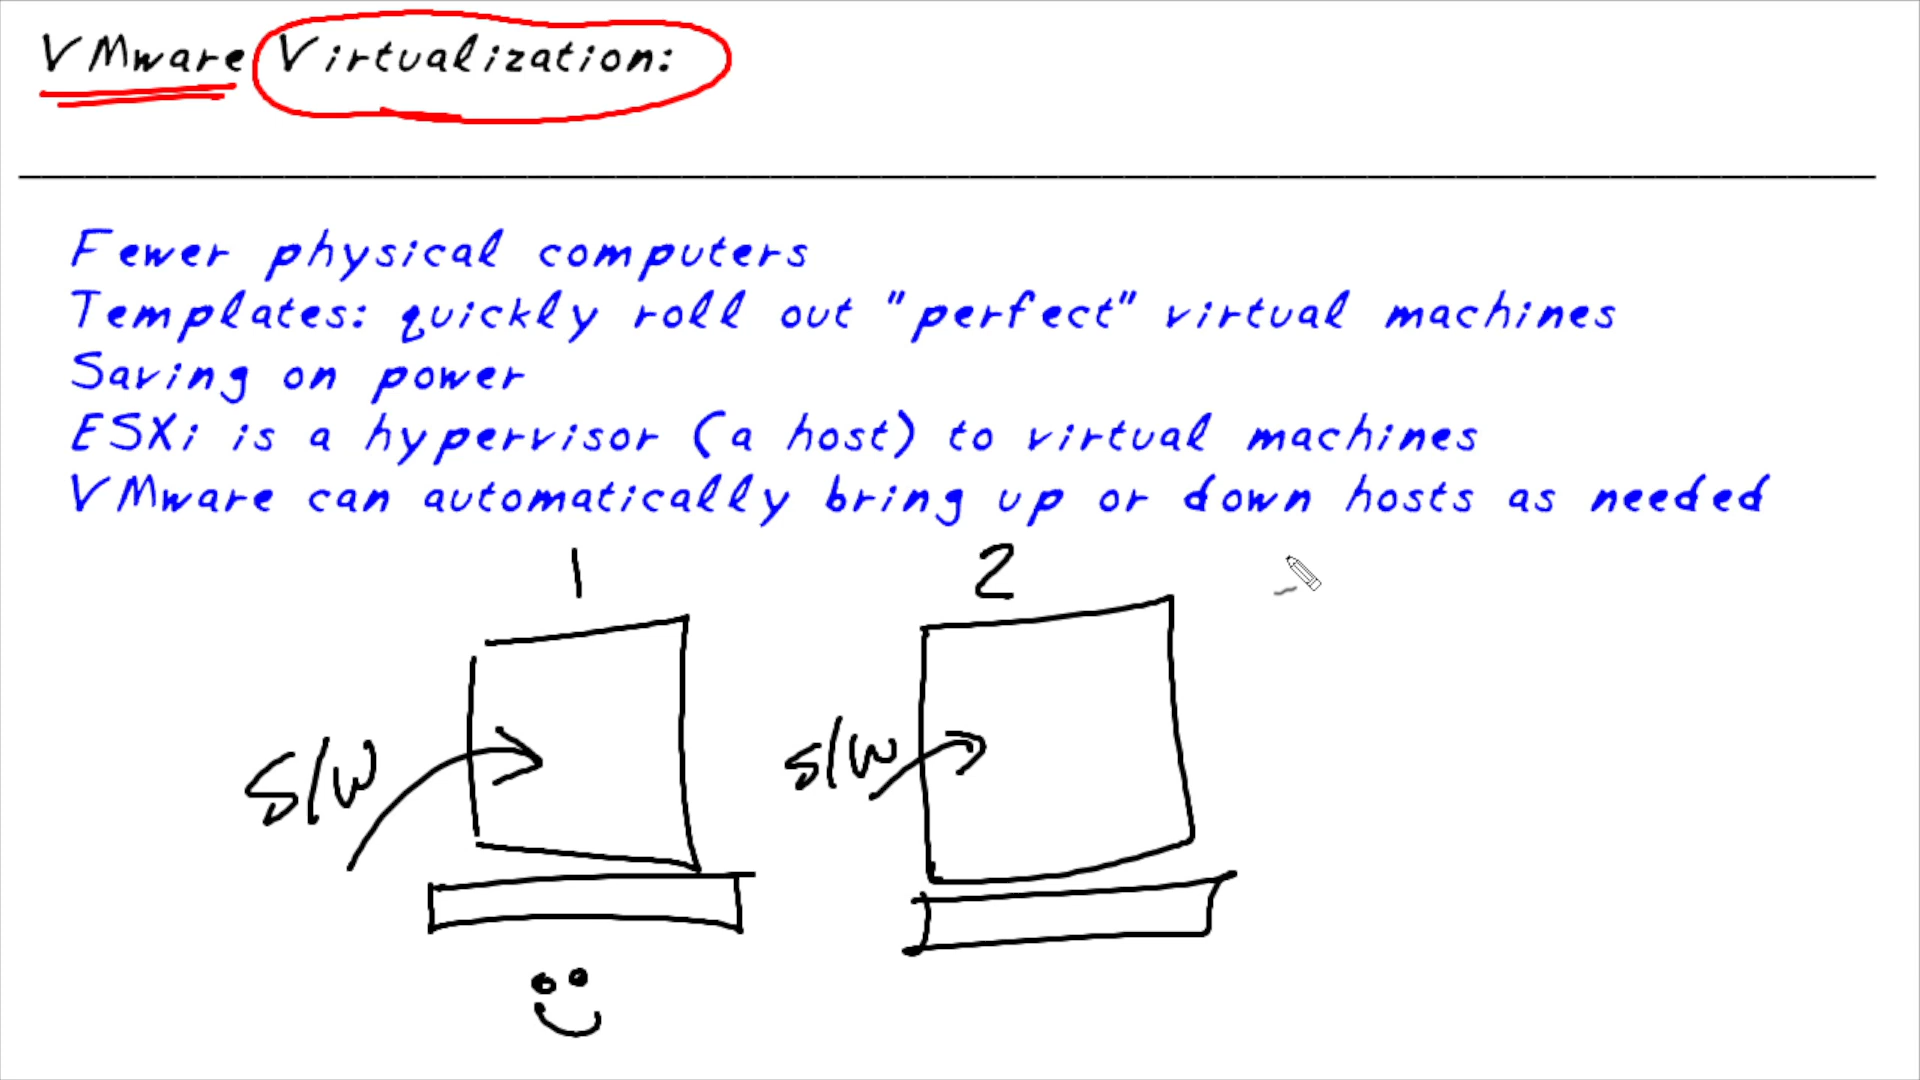 VMware Virtualization:
Fewer physical computers
Templates: quickly roll out "perfect" virtual machines
Saving on power
ESXi is a hypervisor (a host) to virtual machines
VMware can automatically bring up or down hosts as needed
1 2
S/W S/W